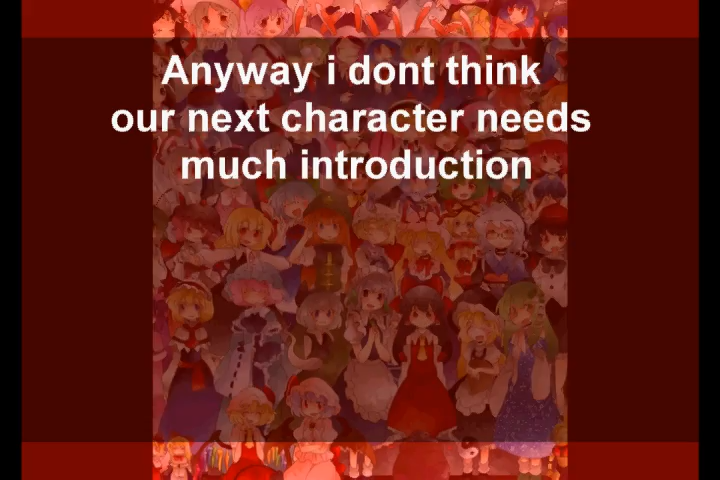 Anyway i dont think
our next character needs
much introduction